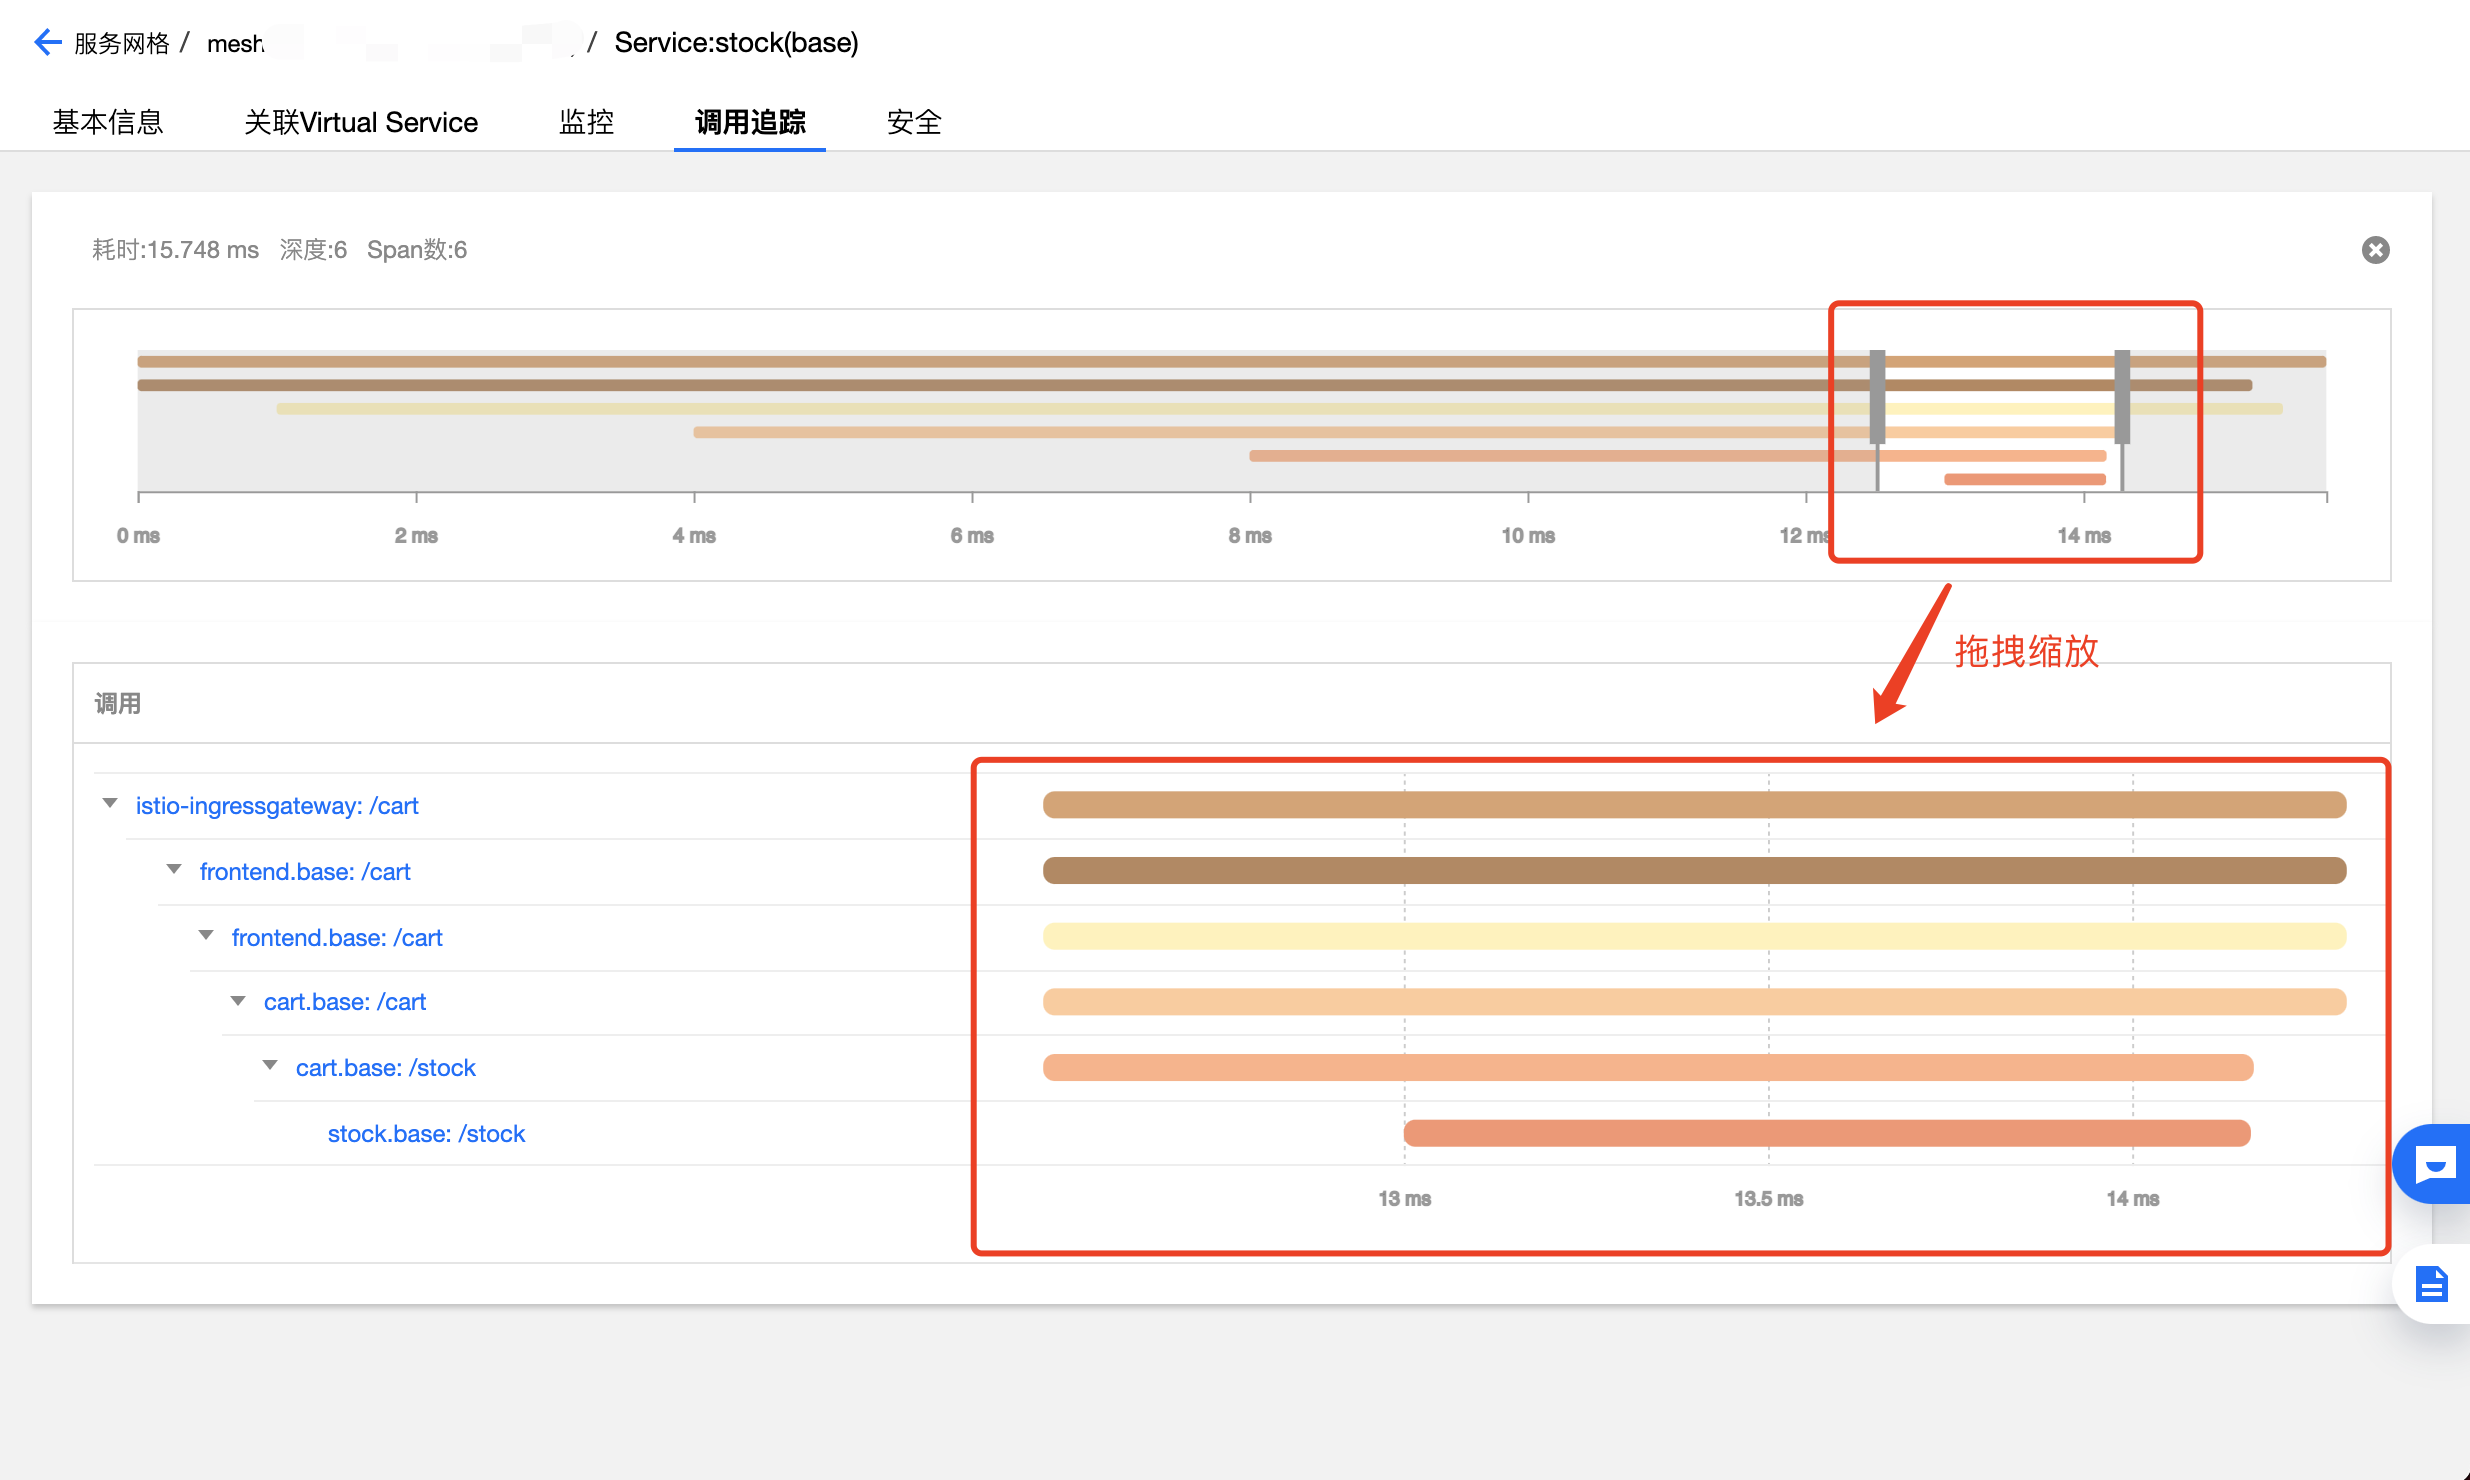 服务网格 / mesh / Service:stock(base)
基本信息 关联Virtual Service 监控 调用追踪 安全
耗时:15.748 ms 深度:6 Span数:6
0 ms 2 ms 4 ms 6 ms 8 ms 10 ms 12 ms 14 ms
拖拽缩放
调用
istio-ingressgateway: /cart
frontend.base: /cart
frontend.base: /cart
cart.base: /cart
cart.base: /stock
stock.base: /stock
13 ms 13.5 ms 14 ms